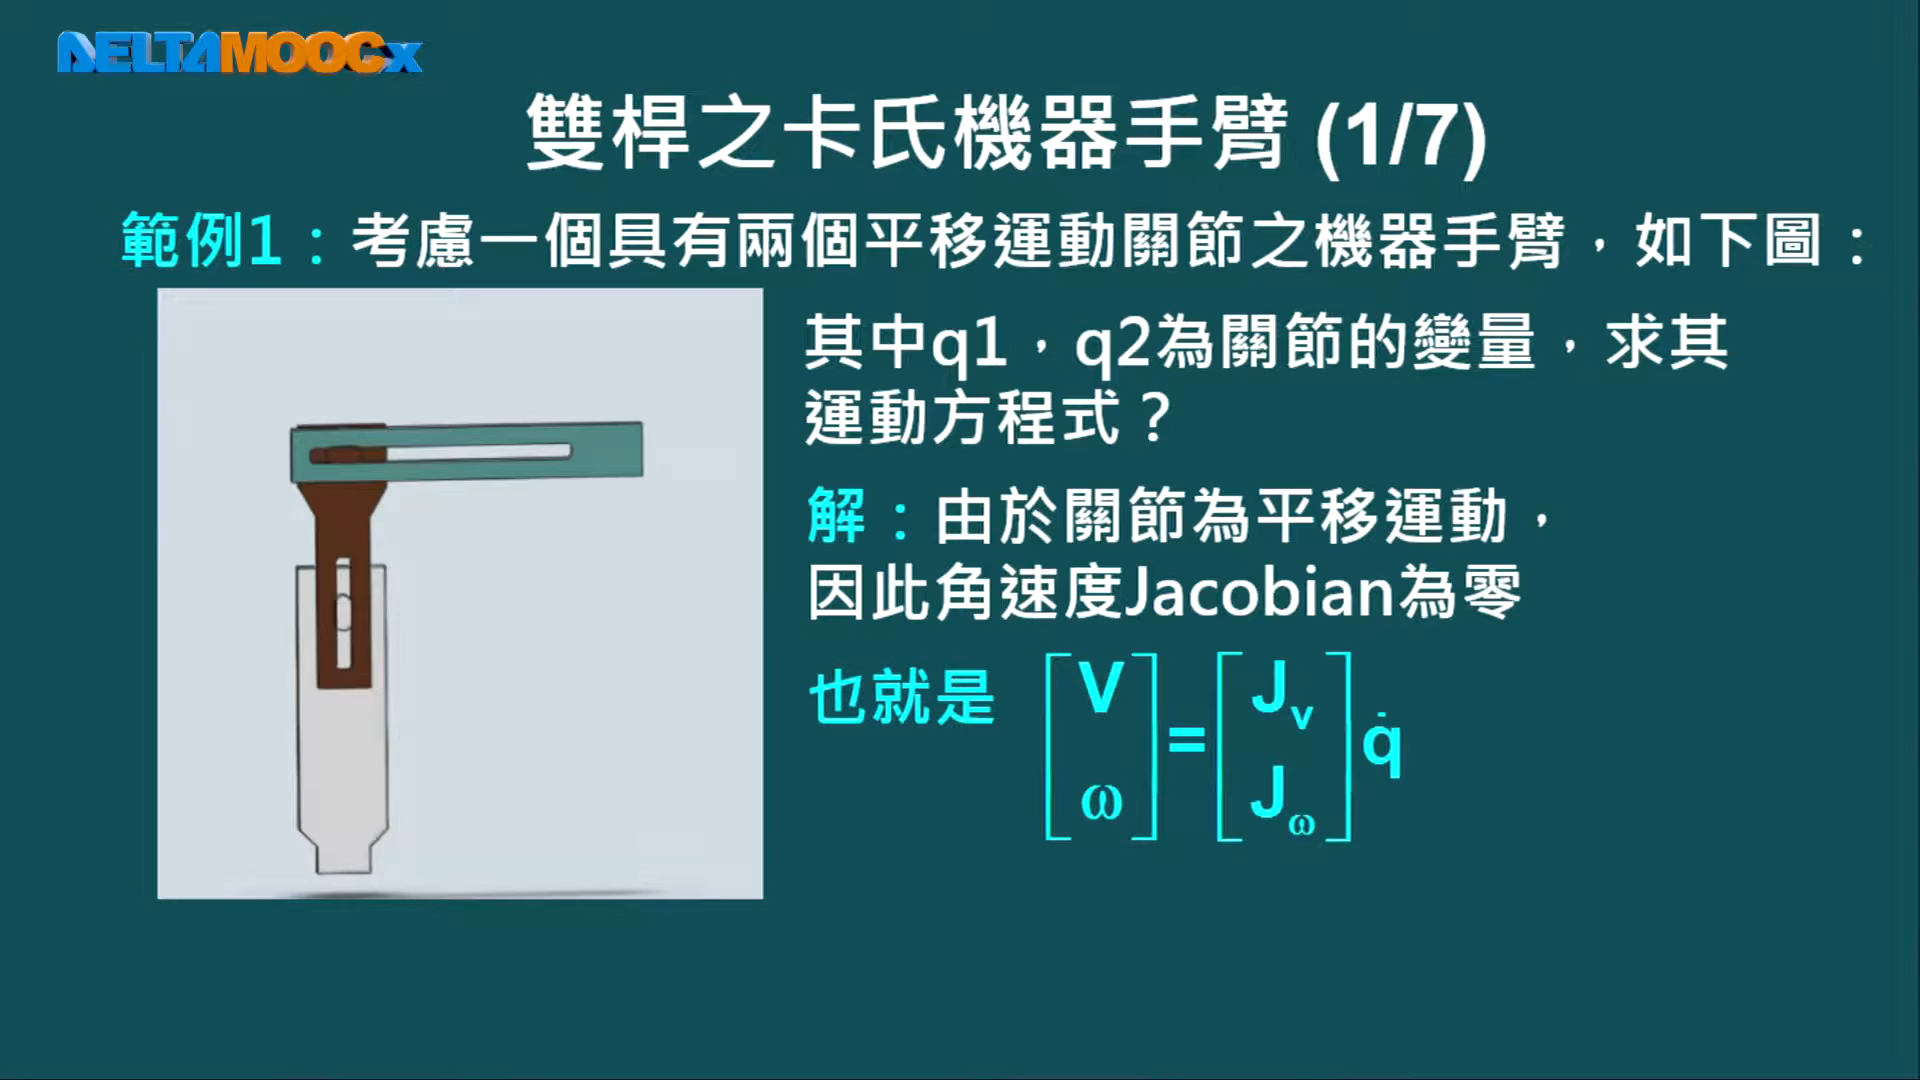 DELTAMOOCx
雙桿之卡氏機器手臂 (1/7)
範例1：考慮一個具有兩個平移運動關節之機器手臂，如下圖：
其中q1，q2為關節的變量，求其
運動方程式？
解：由於關節為平移運動，
因此角速度Jacobian為零
也就是 [V ω] = [Jv Jω] q̇